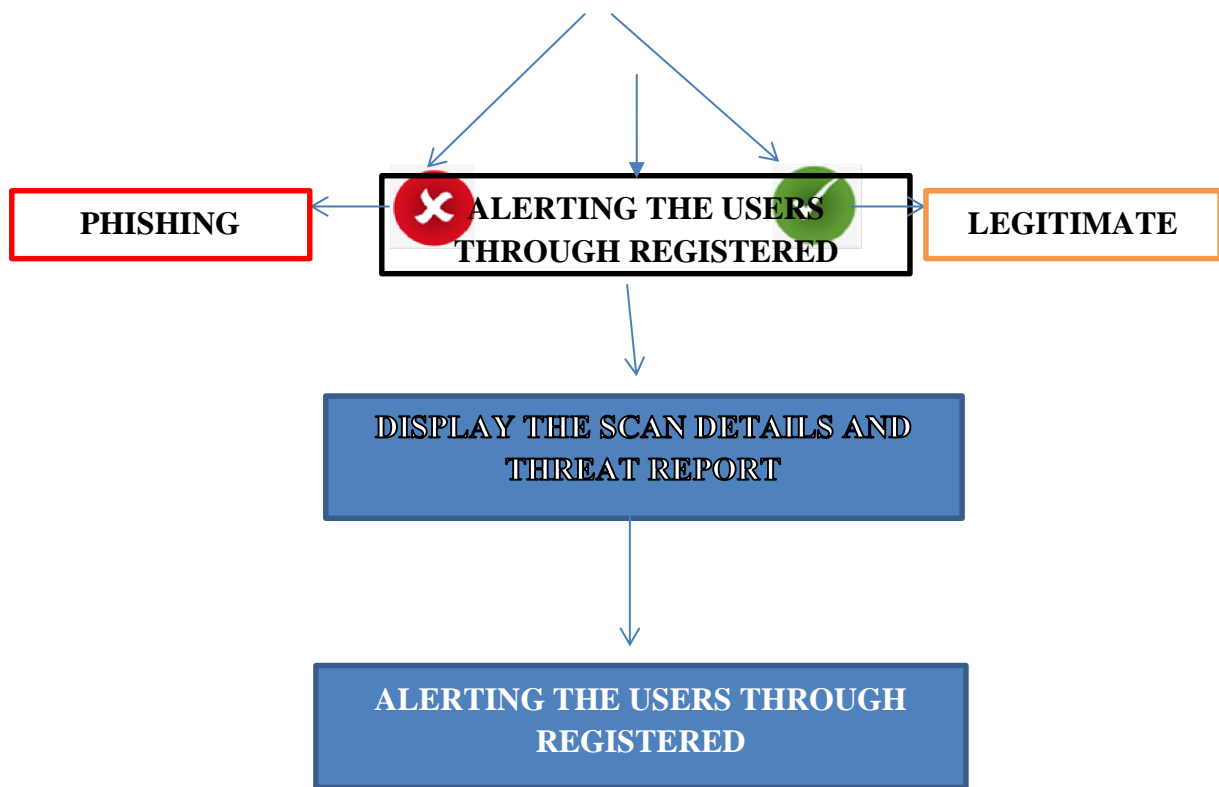 PHISHING
ALERTING THE USERS
THROUGH REGISTERED
LEGITIMATE
DISPLAY THE SCAN DETAILS AND
THREAT REPORT
ALERTING THE USERS THROUGH
REGISTERED